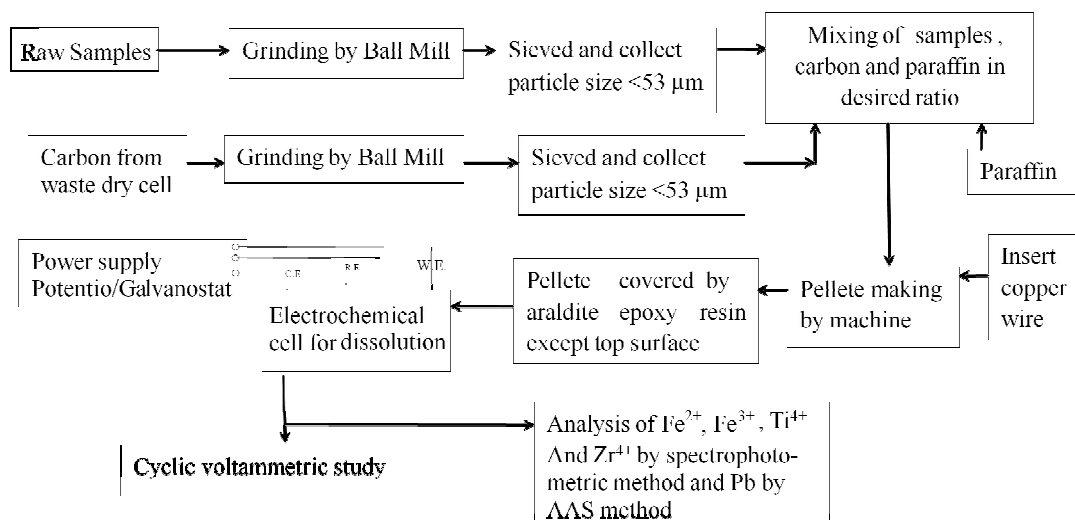 Raw Samples
Grinding by Ball Mill
Sieved and collect
particle size <53 μm
Mixing of samples ,
carbon and paraffin in
desired ratio
Carbon from
waste dry cell
Grinding by Ball Mill
Sieved and collect
particle size <53 μm
Paraffin
Power supply
Potentio/Galvanostat
C.E
R.E
W.E.
Electrochemical
cell for dissolution
Pellete covered by
araldite epoxy resin
except top surface
Pellete making
by machine
Insert
copper
wire
Cyclic voltammetric study
Analysis of Fe²⁺, Fe³⁺ , Ti⁴⁺
And Zr⁴⁺ by spectrophoto-
metric method and Pb by
AAS method